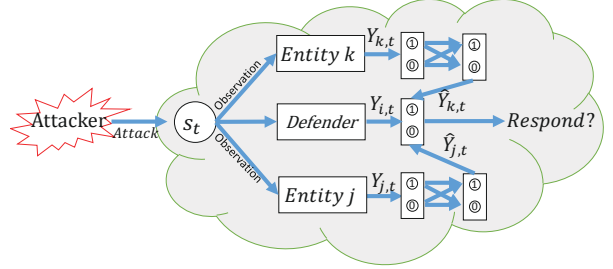 Attacker
Attack
s_t
Observation
Observation
Entity k
Y_{k,t}
① ①
⓪ ⓪
Ŷ_{k,t}
Defender
Y_{i,t}
①
⓪
Respond?
Ŷ_{j,t}
Entity j
Y_{j,t}
① ①
⓪ ⓪